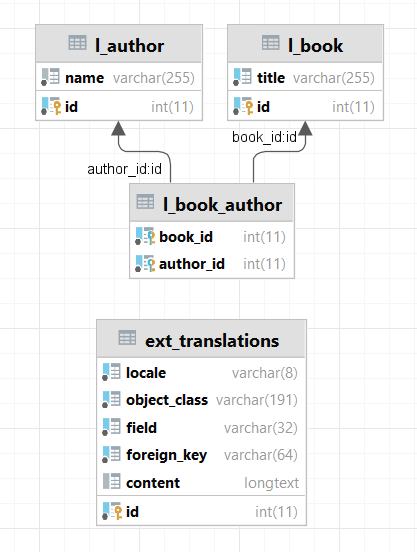 l_author
name varchar(255)
id int(11)
l_book
title varchar(255)
id int(11)
author_id:id
book_id:id
l_book_author
book_id int(11)
author_id int(11)
ext_translations
locale varchar(8)
object_class varchar(191)
field varchar(32)
foreign_key varchar(64)
content longtext
id int(11)